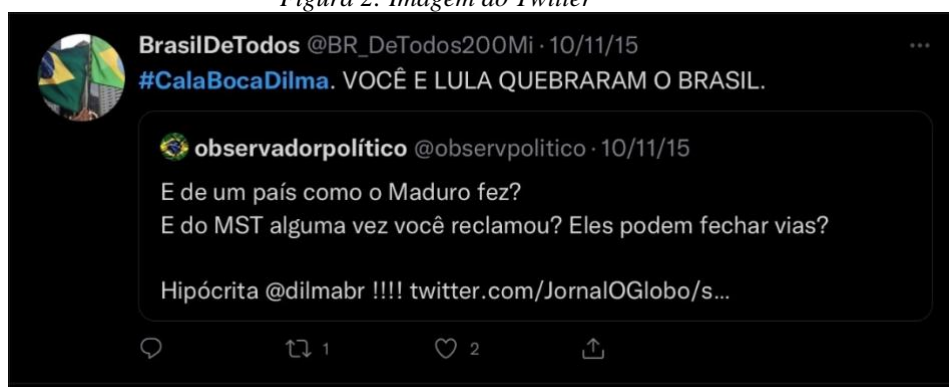 Figura 2: Imagem do Twitter
BrasilDeTodos @BR_DeTodos200Mi · 10/11/15
#CalaBocaDilma. VOCÊ E LULA QUEBRARAM O BRASIL.
observadorpolítico @observpolitico · 10/11/15
E de um país como o Maduro fez?
E do MST alguma vez você reclamou? Eles podem fechar vias?
Hipócrita @dilmabr !!!! twitter.com/JornalOGlobo/s...
1 2